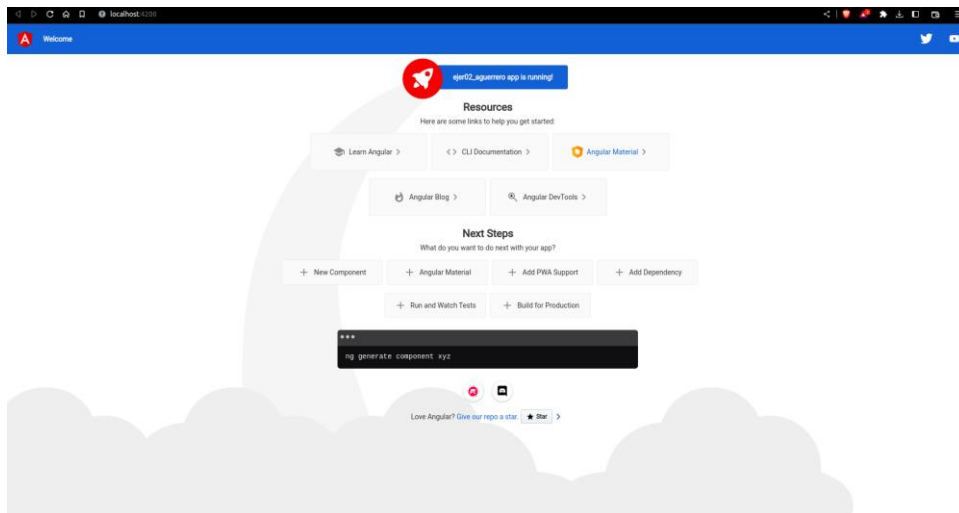 localhost:4200
A Welcome
ejer02_aguerrero app is running!
Resources
Here are some links to help you get started:
Learn Angular
CLI Documentation
Angular Material
Angular Blog
Angular DevTools
Next Steps
What do you want to do next with your app?
New Component
Angular Material
Add PWA Support
Add Dependency
Run and Watch Tests
Build for Production
ng generate component xyz
Love Angular? Give our repo a star. Star